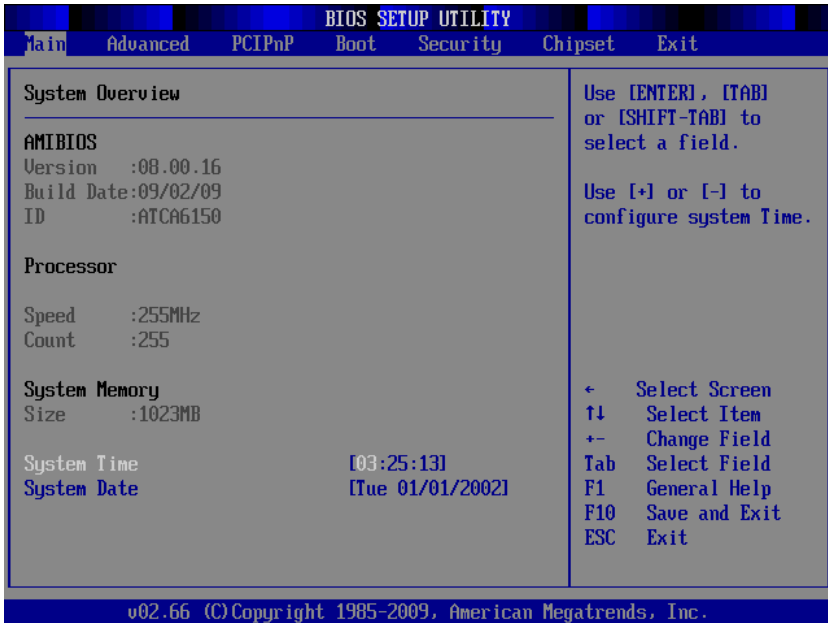 BIOS SETUP UTILITY
Main Advanced PCIPnP Boot Security Chipset Exit
System Overview
AMIBIOS
Version :08.00.16
Build Date:09/02/09
ID :ATCA6150
Processor
Speed :255MHz
Count :255
System Memory
Size :1023MB
System Time [03:25:13]
System Date [Tue 01/01/2002]
Use [ENTER], [TAB]
or [SHIFT-TAB] to
select a field.
Use [+] or [-] to
configure system Time.
← Select Screen
↑↓ Select Item
+- Change Field
Tab Select Field
F1 General Help
F10 Save and Exit
ESC Exit
v02.66 (C)Copyright 1985-2009, American Megatrends, Inc.